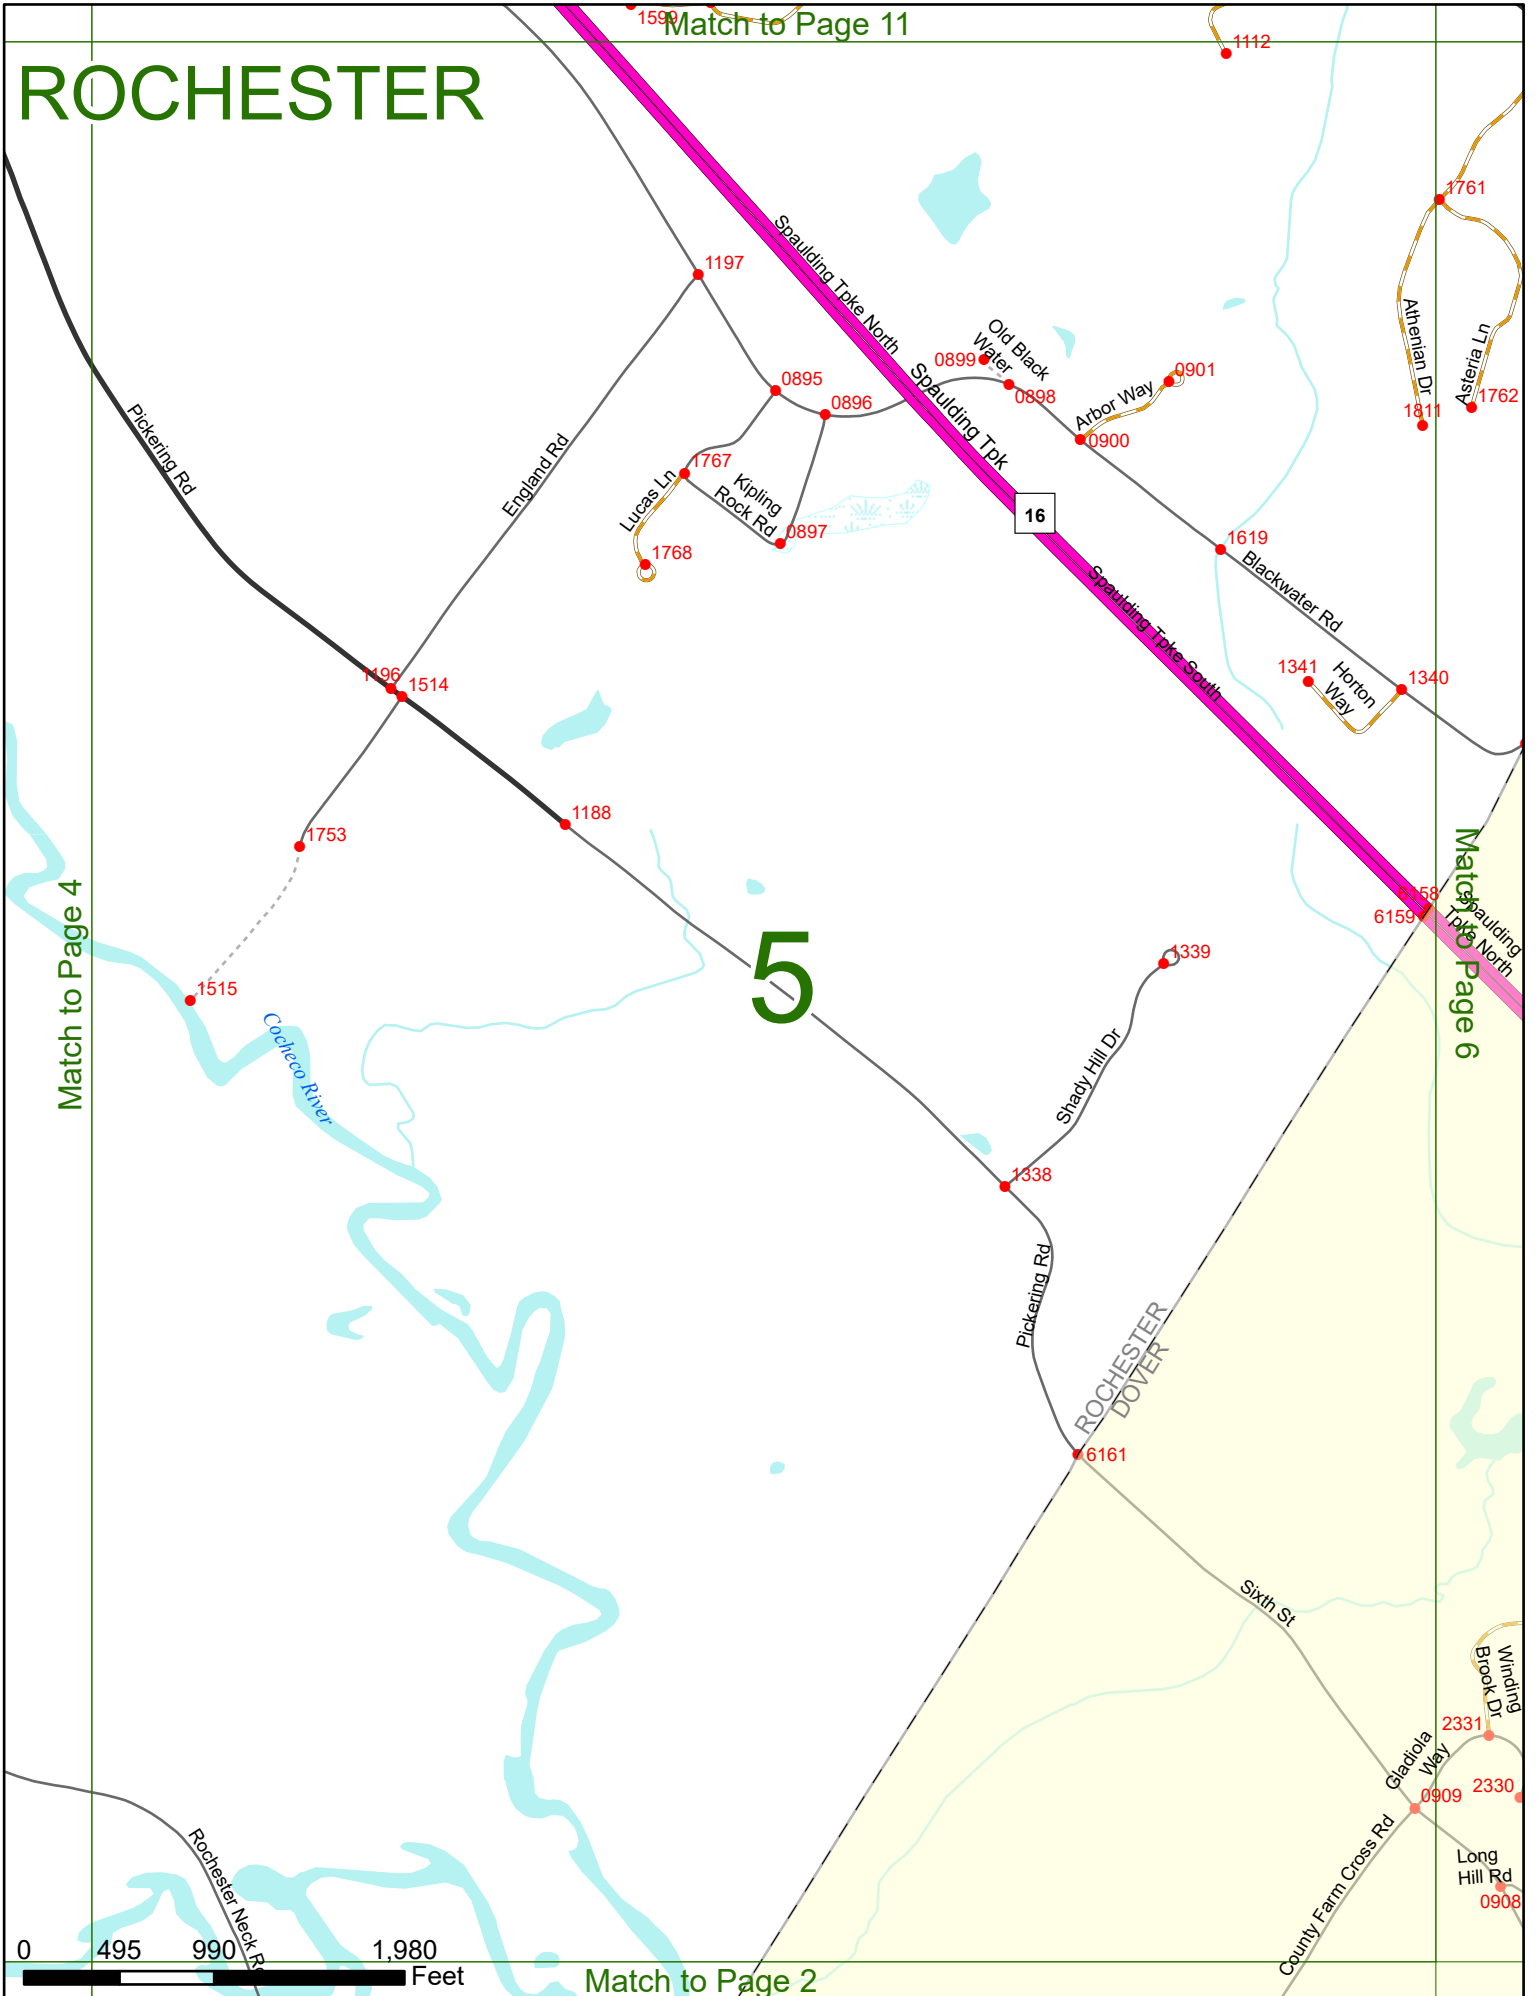 1599
Match to Page 11
1112
ROCHESTER
1761
Spaulding Tpke North
1197
Old Black
Water
0899
0898
0901
Arbor Way
0900
Athenian Dr
Asteria Ln
1762
1811
0895
0896
Spaulding Tpk
Pickering Rd
England Rd
1767
Lucas Ln
Kipling
Rock Rd
0897
1768
16
1619
Blackwater Rd
Spaulding Tpke South
1341
Horton
Way
1340
1196
1514
1188
1753
Match to Page 4
Match to Page 6
6158
6159
Spaulding
Tpke North
5
1339
1515
Cocheco River
Shady Hill Dr
1338
Pickering Rd
ROCHESTER
DOVER
6161
Sixth St
Winding
Brook Dr
2331
Gladiola
Way
2330
0909
County Farm Cross Rd
Long
Hill Rd
0908
Rochester Neck Rd
0 495 990 1,980
Feet
Match to Page 2